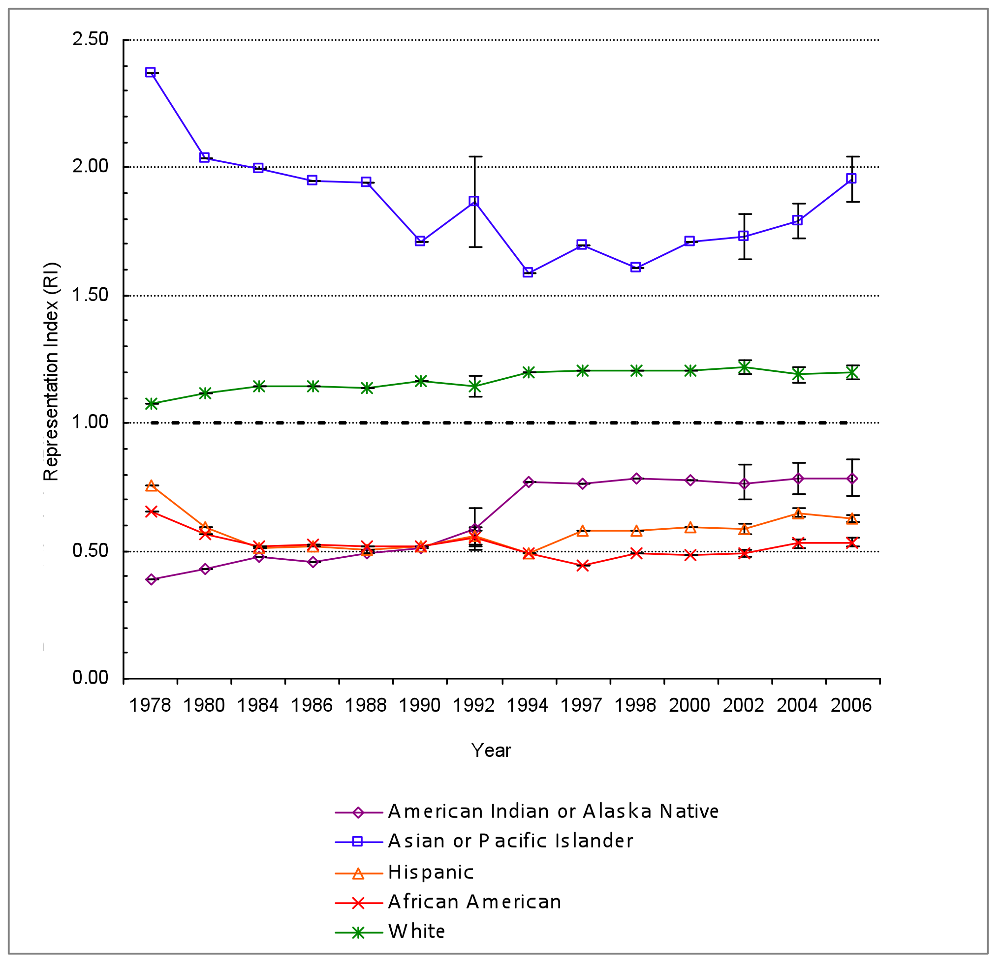 2.50
2.00
1.50
1.00
0.50
0.00
Representation Index (RI)
1978 1980 1984 1986 1988 1990 1992 1994 1997 1998 2000 2002 2004 2006
Year
American Indian or Alaska Native
Asian or Pacific Islander
Hispanic
African American
White